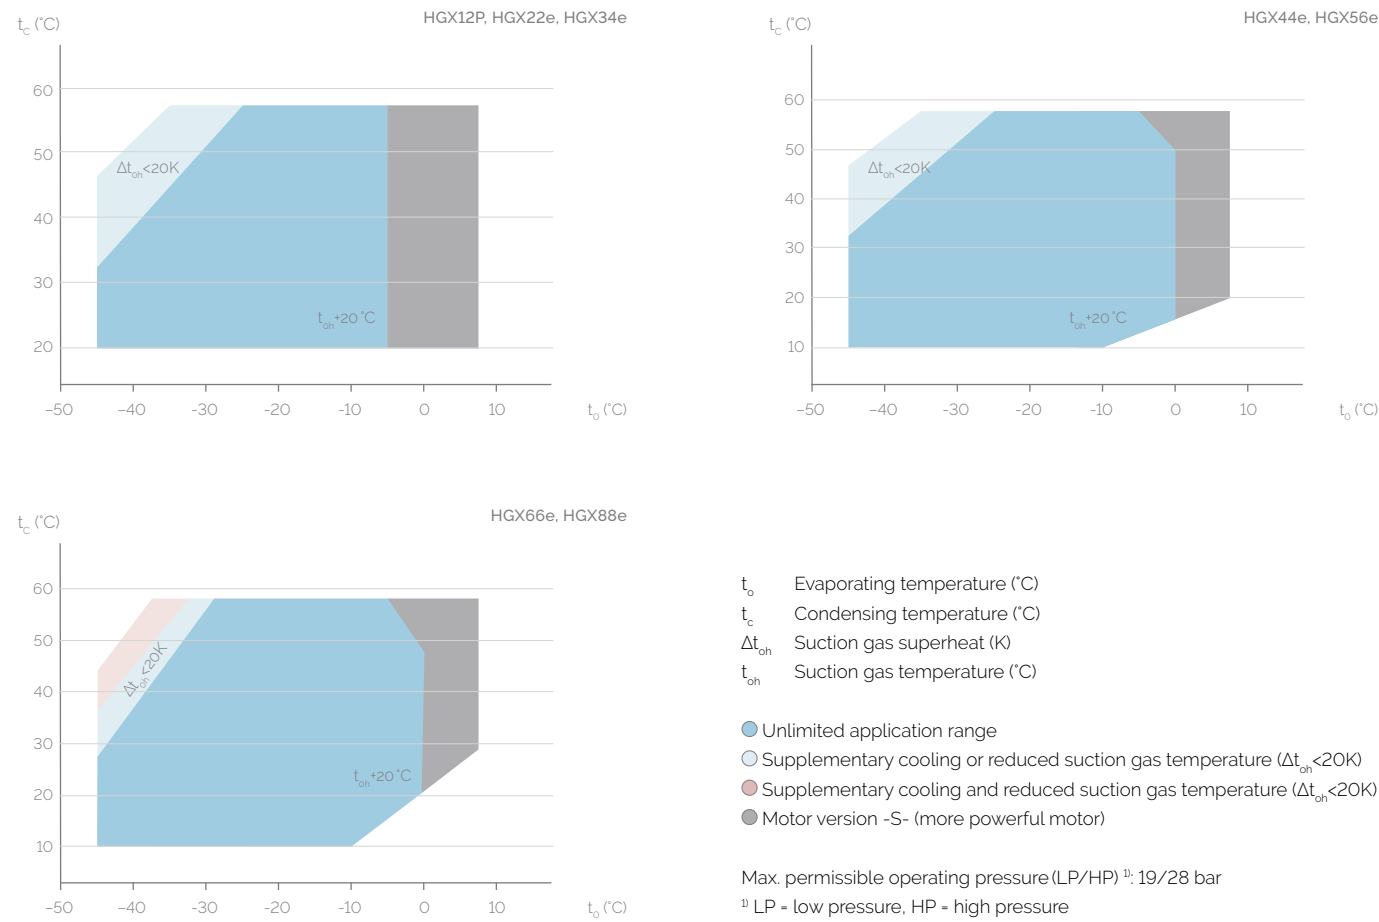 t_c (°C) HGX12P, HGX22e, HGX34e
60
50
Δt_oh<20K
40
30
t_oh+20 °C
20
−50 −40 -30 -20 -10 0 10 t_o (°C)
t_c (°C) HGX44e, HGX56e
60
50
Δt_oh<20K
40
30
20
t_oh+20 °C
10
−50 −40 -30 -20 -10 0 10 t_o (°C)
t_c (°C) HGX66e, HGX88e
60
50
Δt_oh<20K
40
30
t_oh+20 °C
20
10
−50 −40 -30 -20 -10 0 10 t_o (°C)
t_o Evaporating temperature (°C)
t_c Condensing temperature (°C)
Δt_oh Suction gas superheat (K)
t_oh Suction gas temperature (°C)
Unlimited application range
Supplementary cooling or reduced suction gas temperature (Δt_oh<20K)
Supplementary cooling and reduced suction gas temperature (Δt_oh<20K)
Motor version -S- (more powerful motor)
Max. permissible operating pressure (LP/HP) ¹⁾: 19/28 bar
¹⁾ LP = low pressure, HP = high pressure